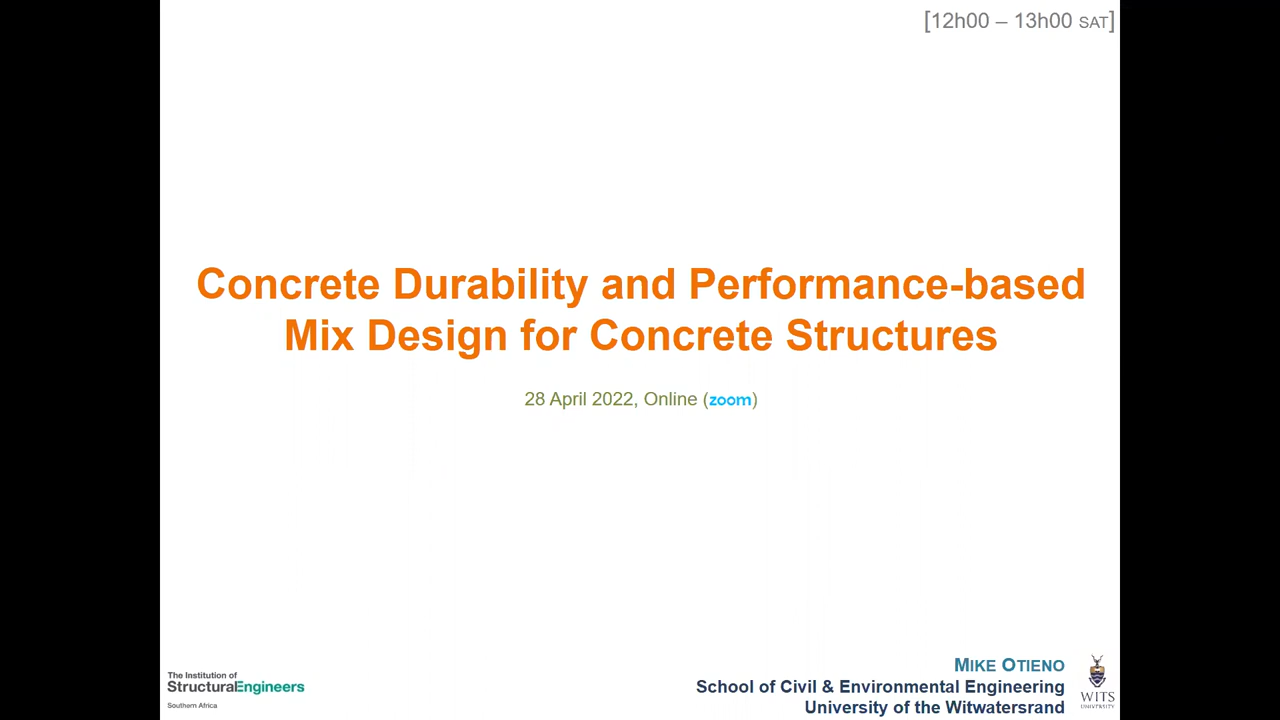 [12h00 – 13h00 SAT]
Concrete Durability and Performance-based
Mix Design for Concrete Structures
28 April 2022, Online (zoom)
The Institution of
StructuralEngineers
Southern Africa
MIKE OTIENO
School of Civil & Environmental Engineering
University of the Witwatersrand
WITS
UNIVERSITY